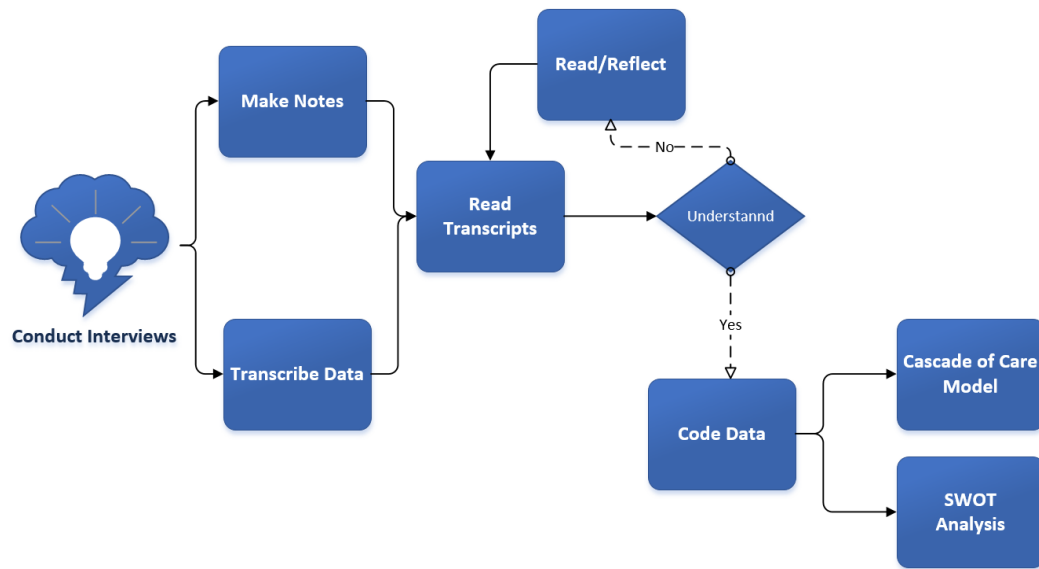 Conduct Interviews
Make Notes
Transcribe Data
Read
Transcripts
Read/Reflect
No
Understannd
Yes
Code Data
Cascade of Care
Model
SWOT
Analysis